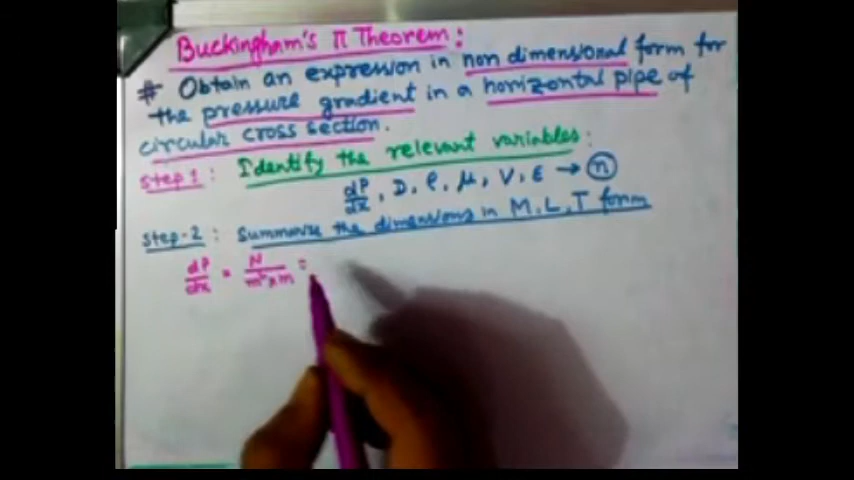 Buckingham's π Theorem:
# Obtain an expression in non dimensional form for
the pressure gradient in a horizontal pipe of
circular cross section.
Step 1: Identify the relevant variables:
dP/dx, D, ρ, μ, V, ε → n
Step-2: Summarize the dimensions in M, L, T form
dP/dx = N/m²×m =